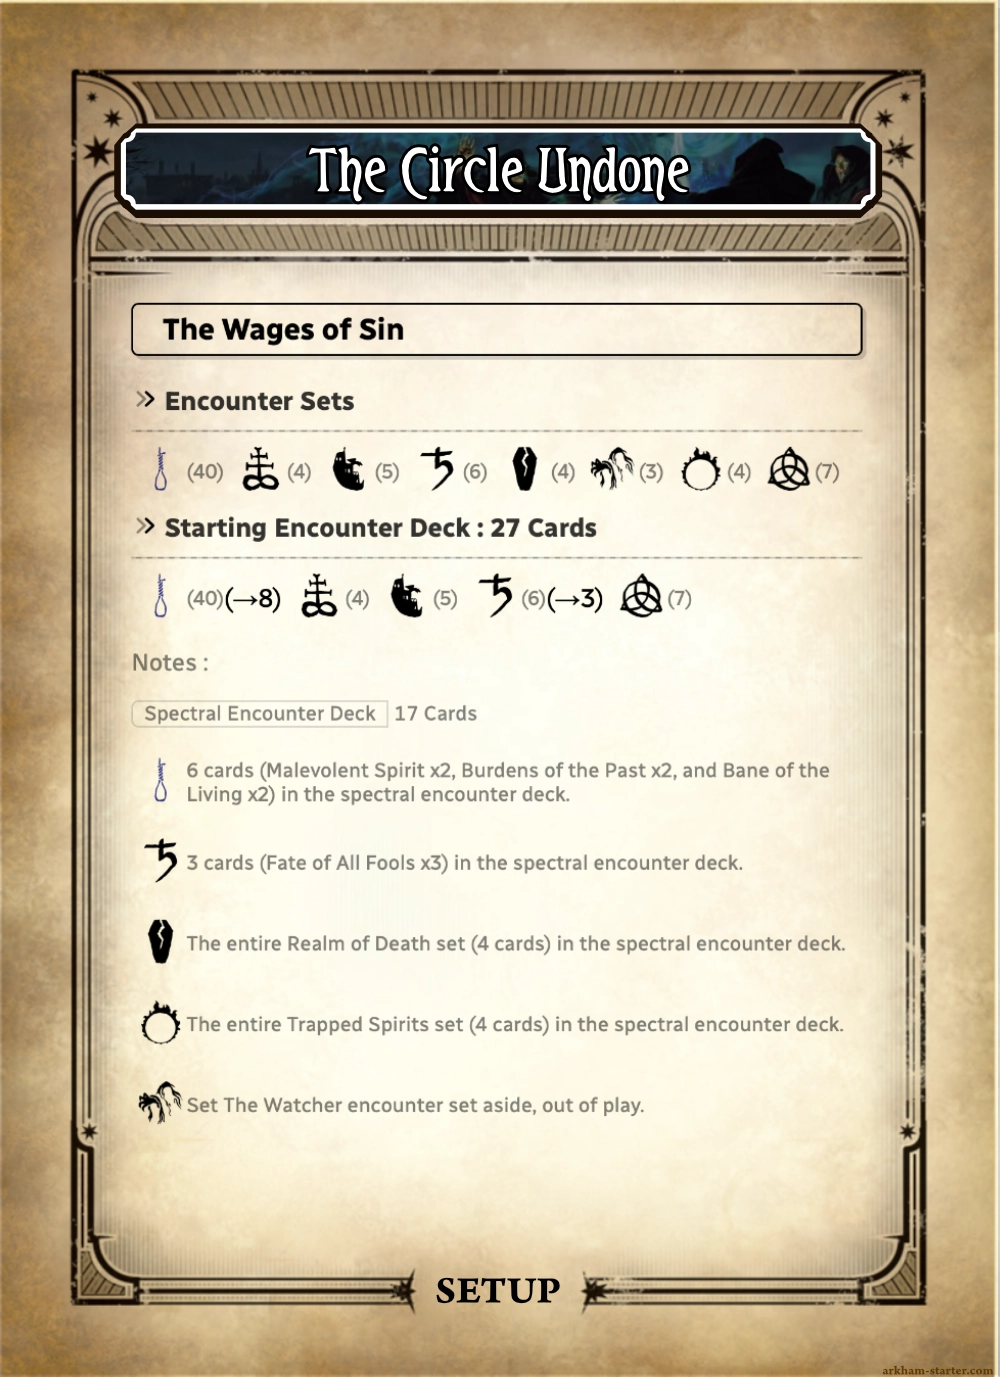 The Circle Undone
The Wages of Sin
» Encounter Sets
(40) (4) (5) (6) (4) (3) (4) (7)
» Starting Encounter Deck : 27 Cards
(40)(→8) (4) (5) (6)(→3) (7)
Notes :
Spectral Encounter Deck 17 Cards
6 cards (Malevolent Spirit x2, Burdens of the Past x2, and Bane of the
Living x2) in the spectral encounter deck.
3 cards (Fate of All Fools x3) in the spectral encounter deck.
The entire Realm of Death set (4 cards) in the spectral encounter deck.
The entire Trapped Spirits set (4 cards) in the spectral encounter deck.
Set The Watcher encounter set aside, out of play.
SETUP
arkham-starter.com